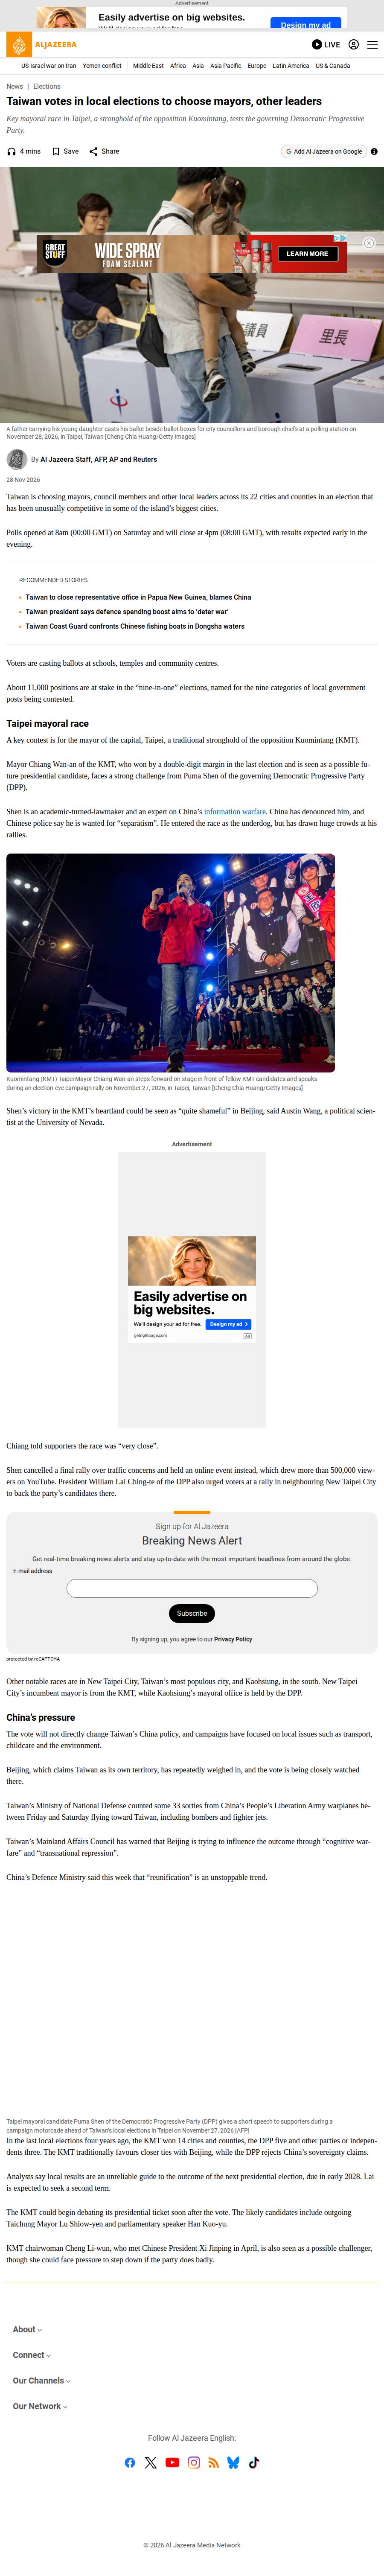 Advertisement
Easily advertise on big websites.
Design my ad
ALJAZEERA
LIVE
US-Israel war on Iran
Yemen conflict
Middle East
Africa
Asia
Asia Pacific
Europe
Latin America
US & Canada
News | Elections
Taiwan votes in local elections to choose mayors, other leaders
Key mayoral race in Taipei, a stronghold of the opposition Kuomintang, tests the governing Democratic Progressive
Party.
4 mins
Save
Share
Add Al Jazeera on Google
GREAT STUFF
WIDE SPRAY
FOAM SEALANT
LEARN MORE
議員
里長
A father carrying his young daughter casts his ballot beside ballot boxes for city councillors and borough chiefs at a polling station on
November 28, 2026, in Taipei, Taiwan [Cheng Chia Huang/Getty Images]
By Al Jazeera Staff, AFP, AP and Reuters
28 Nov 2026
Taiwan is choosing mayors, council members and other local leaders across its 22 cities and counties in an election that
has been unusually competitive in some of the island's biggest cities.
Polls opened at 8am (00:00 GMT) on Saturday and will close at 4pm (08:00 GMT), with results expected early in the
evening.
RECOMMENDED STORIES
Taiwan to close representative office in Papua New Guinea, blames China
Taiwan president says defence spending boost aims to 'deter war'
Taiwan Coast Guard confronts Chinese fishing boats in Dongsha waters
Voters are casting ballots at schools, temples and community centres.
About 11,000 positions are at stake in the “nine-in-one” elections, named for the nine categories of local government
posts being contested.
Taipei mayoral race
A key contest is for the mayor of the capital, Taipei, a traditional stronghold of the opposition Kuomintang (KMT).
Mayor Chiang Wan-an of the KMT, who won by a double-digit margin in the last election and is seen as a possible fu-
ture presidential candidate, faces a strong challenge from Puma Shen of the governing Democratic Progressive Party
(DPP).
Shen is an academic-turned-lawmaker and an expert on China's information warfare. China has denounced him, and
Chinese police say he is wanted for “separatism”. He entered the race as the underdog, but has drawn huge crowds at his
rallies.
Kuomintang (KMT) Taipei Mayor Chiang Wan-an steps forward on stage in front of fellow KMT candidates and speaks
during an election-eve campaign rally on November 27, 2026, in Taipei, Taiwan [Cheng Chia Huang/Getty Images]
Shen's victory in the KMT's heartland could be seen as “quite shameful” in Beijing, said Austin Wang, a political scien-
tist at the University of Nevada.
Advertisement
Easily advertise on
big websites.
We'll design your ad for free.
Design my ad
Ad
Chiang told supporters the race was “very close”.
Shen cancelled a final rally over traffic concerns and held an online event instead, which drew more than 500,000 view-
ers on YouTube. President William Lai Ching-te of the DPP also urged voters at a rally in neighbouring New Taipei City
to back the party's candidates there.
Sign up for Al Jazeera
Breaking News Alert
Get real-time breaking news alerts and stay up-to-date with the most important headlines from around the globe.
E-mail address
Subscribe
By signing up, you agree to our Privacy Policy
protected by reCAPTCHA
Other notable races are in New Taipei City, Taiwan's most populous city, and Kaohsiung, in the south. New Taipei
City's incumbent mayor is from the KMT, while Kaohsiung's mayoral office is held by the DPP.
China's pressure
The vote will not directly change Taiwan's China policy, and campaigns have focused on local issues such as transport,
childcare and the environment.
Beijing, which claims Taiwan as its own territory, has repeatedly weighed in, and the vote is being closely watched
there.
Taiwan's Ministry of National Defense counted some 33 sorties from China's People's Liberation Army warplanes be-
tween Friday and Saturday flying toward Taiwan, including bombers and fighter jets.
Taiwan's Mainland Affairs Council has warned that Beijing is trying to influence the outcome through “cognitive war-
fare” and “transnational repression”.
China's Defence Ministry said this week that “reunification” is an unstoppable trend.
Taipei mayoral candidate Puma Shen of the Democratic Progressive Party (DPP) gives a short speech to supporters during a
campaign motorcade ahead of Taiwan's local elections in Taipei on November 27, 2026 [AFP]
In the last local elections four years ago, the KMT won 14 cities and counties, the DPP five and other parties or indepen-
dents three. The KMT traditionally favours closer ties with Beijing, while the DPP rejects China's sovereignty claims.
Analysts say local results are an unreliable guide to the outcome of the next presidential election, due in early 2028. Lai
is expected to seek a second term.
The KMT could begin debating its presidential ticket soon after the vote. The likely candidates include outgoing
Taichung Mayor Lu Shiow-yen and parliamentary speaker Han Kuo-yu.
KMT chairwoman Cheng Li-wun, who met Chinese President Xi Jinping in April, is also seen as a possible challenger,
though she could face pressure to step down if the party does badly.
About
Connect
Our Channels
Our Network
Follow Al Jazeera English:
© 2026 Al Jazeera Media Network